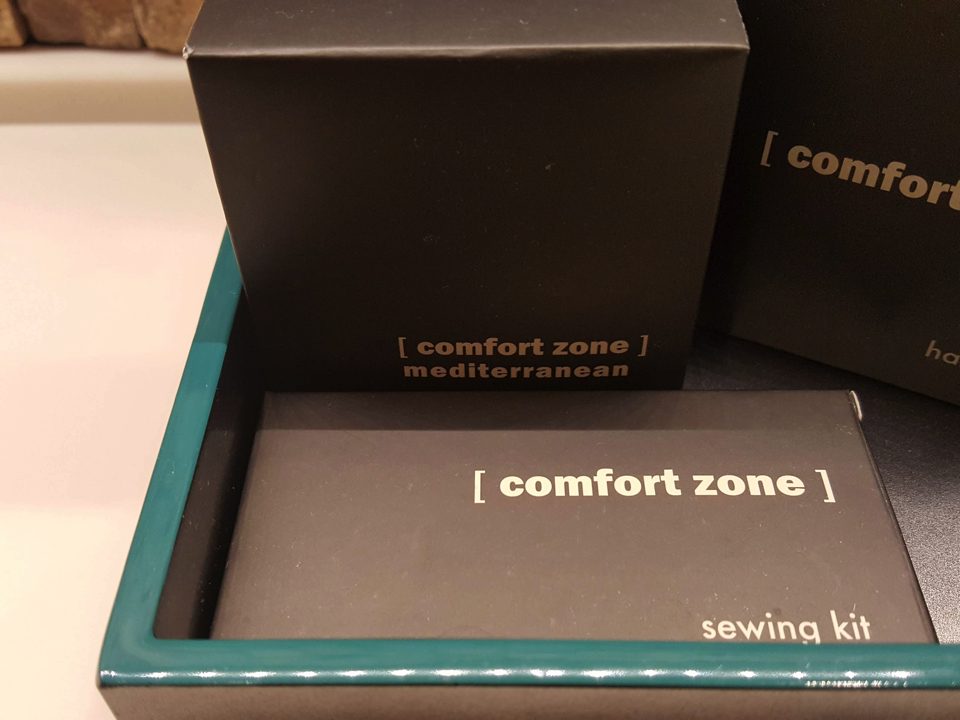 [ comfort zone ]
mediterranean
[ comfort
[ comfort zone ]
sewing kit